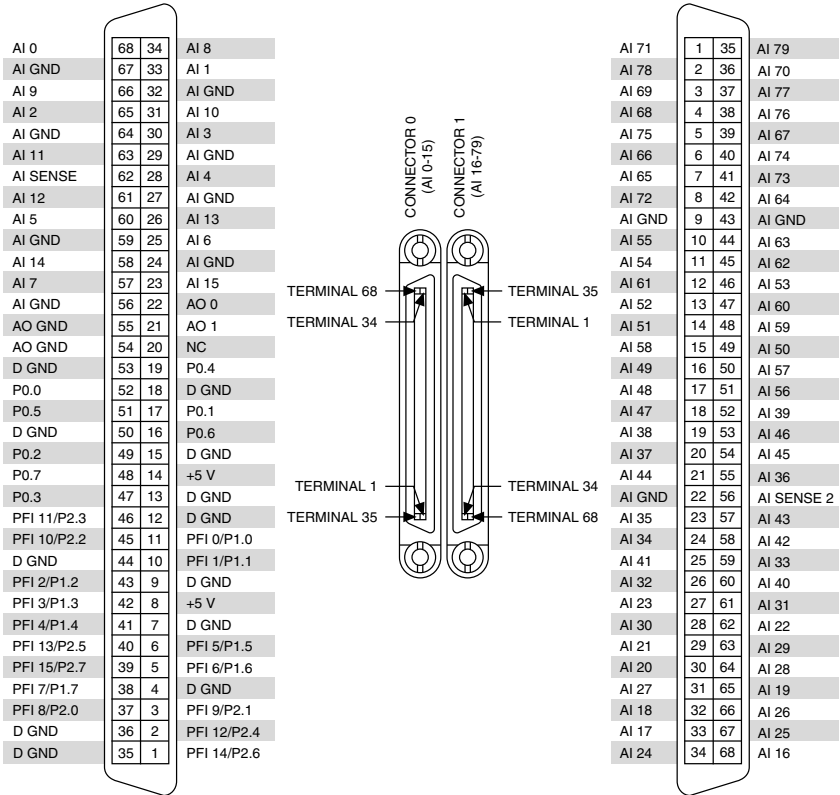 AI 0 68 34 AI 8
AI GND 67 33 AI 1
AI 9 66 32 AI GND
AI 2 65 31 AI 10
AI GND 64 30 AI 3
AI 11 63 29 AI GND
AI SENSE 62 28 AI 4
AI 12 61 27 AI GND
AI 5 60 26 AI 13
AI GND 59 25 AI 6
AI 14 58 24 AI GND
AI 7 57 23 AI 15
AI GND 56 22 AO 0
AO GND 55 21 AO 1
AO GND 54 20 NC
D GND 53 19 P0.4
P0.0 52 18 D GND
P0.5 51 17 P0.1
D GND 50 16 P0.6
P0.2 49 15 D GND
P0.7 48 14 +5 V
P0.3 47 13 D GND
PFI 11/P2.3 46 12 D GND
PFI 10/P2.2 45 11 PFI 0/P1.0
D GND 44 10 PFI 1/P1.1
PFI 2/P1.2 43 9 D GND
PFI 3/P1.3 42 8 +5 V
PFI 4/P1.4 41 7 D GND
PFI 13/P2.5 40 6 PFI 5/P1.5
PFI 15/P2.7 39 5 PFI 6/P1.6
PFI 7/P1.7 38 4 D GND
PFI 8/P2.0 37 3 PFI 9/P2.1
D GND 36 2 PFI 12/P2.4
D GND 35 1 PFI 14/P2.6
CONNECTOR 0
(AI 0-15)
CONNECTOR 1
(AI 16-79)
TERMINAL 68
TERMINAL 35
TERMINAL 34
TERMINAL 1
TERMINAL 1
TERMINAL 34
TERMINAL 35
TERMINAL 68
AI 71 1 35 AI 79
AI 78 2 36 AI 70
AI 69 3 37 AI 77
AI 68 4 38 AI 76
AI 75 5 39 AI 67
AI 66 6 40 AI 74
AI 65 7 41 AI 73
AI 72 8 42 AI 64
AI GND 9 43 AI GND
AI 55 10 44 AI 63
AI 54 11 45 AI 62
AI 61 12 46 AI 53
AI 52 13 47 AI 60
AI 51 14 48 AI 59
AI 58 15 49 AI 50
AI 49 16 50 AI 57
AI 48 17 51 AI 56
AI 47 18 52 AI 39
AI 38 19 53 AI 46
AI 37 20 54 AI 45
AI 44 21 55 AI 36
AI GND 22 56 AI SENSE 2
AI 35 23 57 AI 43
AI 34 24 58 AI 42
AI 41 25 59 AI 33
AI 32 26 60 AI 40
AI 23 27 61 AI 31
AI 30 28 62 AI 22
AI 21 29 63 AI 29
AI 20 30 64 AI 28
AI 27 31 65 AI 19
AI 18 32 66 AI 26
AI 17 33 67 AI 25
AI 24 34 68 AI 16